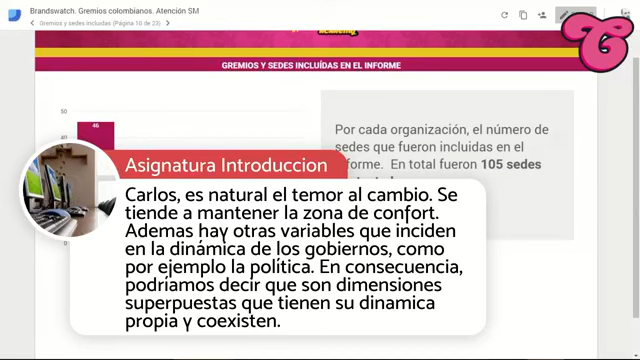 Brandswatch. Gremios colombianos. Atención SM
Gremios y sedes incluidas (Página 10 de 23)
GREMIOS Y SEDES INCLUÍDAS EN EL INFORME
50
46
Por cada organización, el número de
sedes que fueron incluidas en el
informe. En total fueron 105 sedes
Asignatura Introduccion
Carlos, es natural el temor al cambio. Se
tiende a mantener la zona de confort.
Ademas hay otras variables que inciden
en la dinámica de los gobiernos, como
por ejemplo la política. En consecuencia,
podríamos decir que son dimensiones
superpuestas que tienen su dinamica
propia y coexisten.